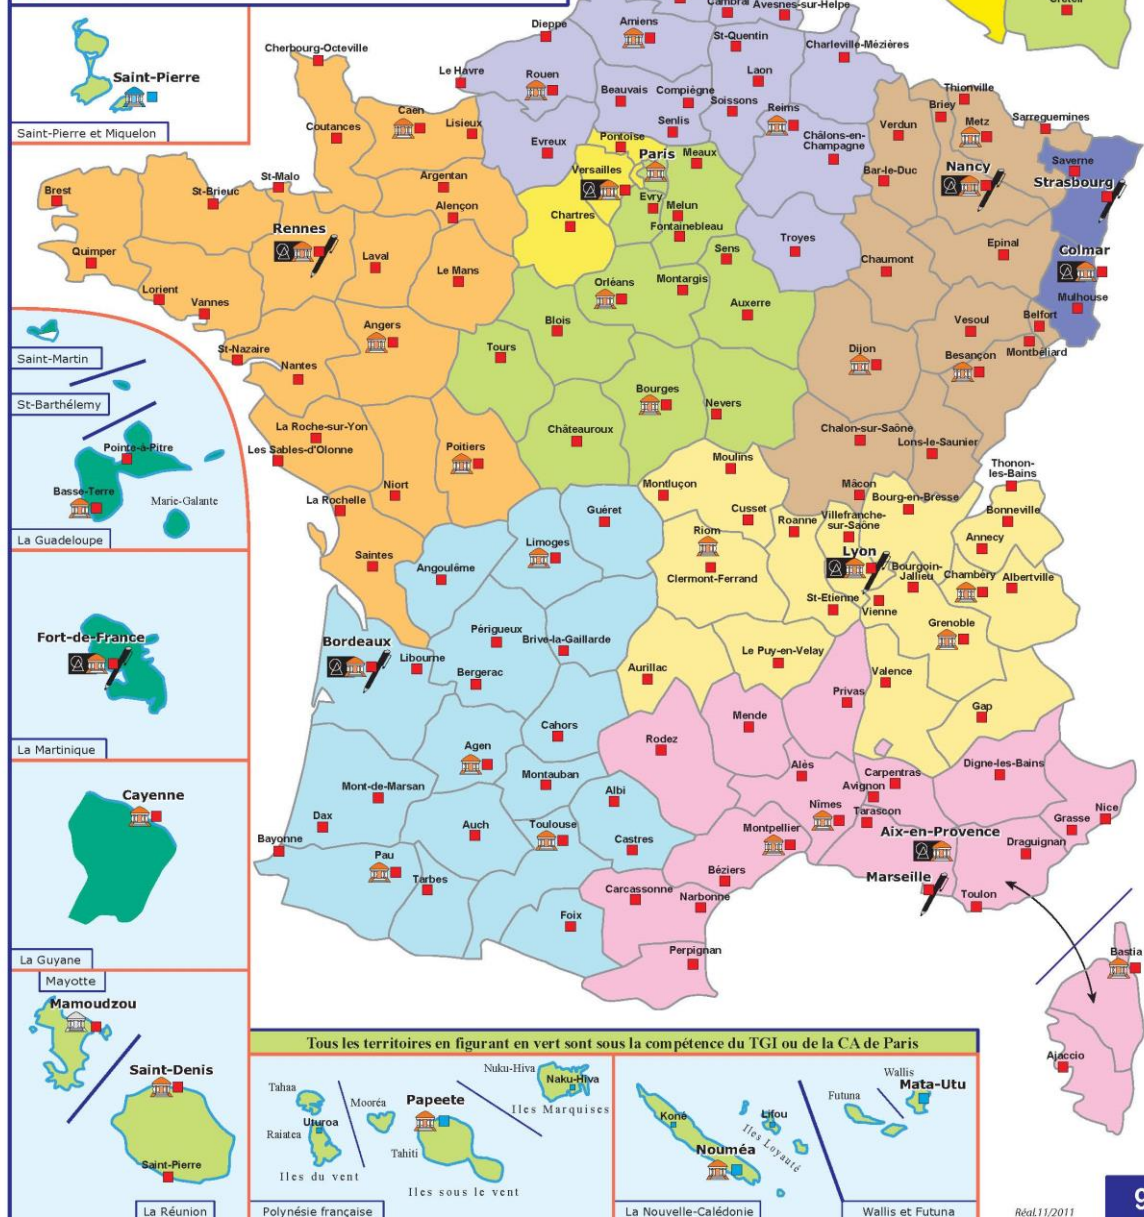 Cambrai
Avesnes-sur-Helpe
Créteil
Dieppe
Amiens
St-Quentin
Charleville-Mézières
Cherbourg-Octeville
Le Havre
Rouen
Beauvais
Compiègne
Laon
Soissons
Reims
Senlis
Châlons-en-
Champagne
Saint-Pierre
Saint-Pierre et Miquelon
Caen
Coutances
Lisieux
Evreux
Pontoise
Paris
Meaux
Versailles
Evry
Melun
Fontainebleau
Chartres
Thionville
Briey
Metz
Verdun
Sarreguemines
Bar-le-Duc
Nancy
Saverne
Strasbourg
Colmar
Mulhouse
Epinal
Brest
St-Brieuc
St-Malo
Argentan
Alençon
Rennes
Quimper
Laval
Le Mans
Lorient
Vannes
Sens
Troyes
Chaumont
Orléans
Montargis
Auxerre
Blois
Tours
Angers
St-Nazaire
Nantes
Vesoul
Belfort
Montbéliard
Dijon
Besançon
Saint-Martin
St-Barthélemy
Pointe-à-Pitre
Basse-Terre
Marie-Galante
La Guadeloupe
Bourges
Nevers
Châteauroux
La Roche-sur-Yon
Les Sables-d'Olonne
Poitiers
Niort
La Rochelle
Saintes
Chalon-sur-Saône
Lons-le-Saunier
Moulins
Montluçon
Mâcon
Bourg-en-Bresse
Thonon-
les-Bains
Bonneville
Annecy
Guéret
Limoges
Angoulême
Cusset
Roanne
Villefranche-
sur-Saône
Riom
Clermont-Ferrand
Lyon
Bourgoin-
Jallieu
Chambéry
Albertville
St-Etienne
Vienne
Grenoble
Fort-de-France
La Martinique
Bordeaux
Libourne
Périgueux
Brive-la-Gaillarde
Bergerac
Aurillac
Le Puy-en-Velay
Valence
Privas
Gap
Cahors
Rodez
Mende
Agen
Montauban
Mont-de-Marsan
Albi
Alès
Carpentras
Avignon
Digne-les-Bains
Nice
Grasse
Dax
Bayonne
Auch
Toulouse
Castres
Montpellier
Nîmes
Tarascon
Aix-en-Provence
Draguignan
Marseille
Toulon
Pau
Tarbes
Béziers
Carcassonne
Narbonne
Foix
Perpignan
Bastia
Ajaccio
Cayenne
La Guyane
Mayotte
Mamoudzou
Saint-Denis
Saint-Pierre
La Réunion
Tous les territoires en figurant en vert sont sous la compétence du TGI ou de la CA de Paris
Tahaa
Uturoa
Raiatea
Iles du vent
Mooréa
Papeete
Tahiti
Iles sous le vent
Nuku-Hiva
Naku-Hiva
Iles Marquises
Polynésie française
Koné
Lifou
Iles Loyauté
Nouméa
La Nouvelle-Calédonie
Wallis
Mata-Utu
Futuna
Wallis et Futuna
Réal.11/2011
9